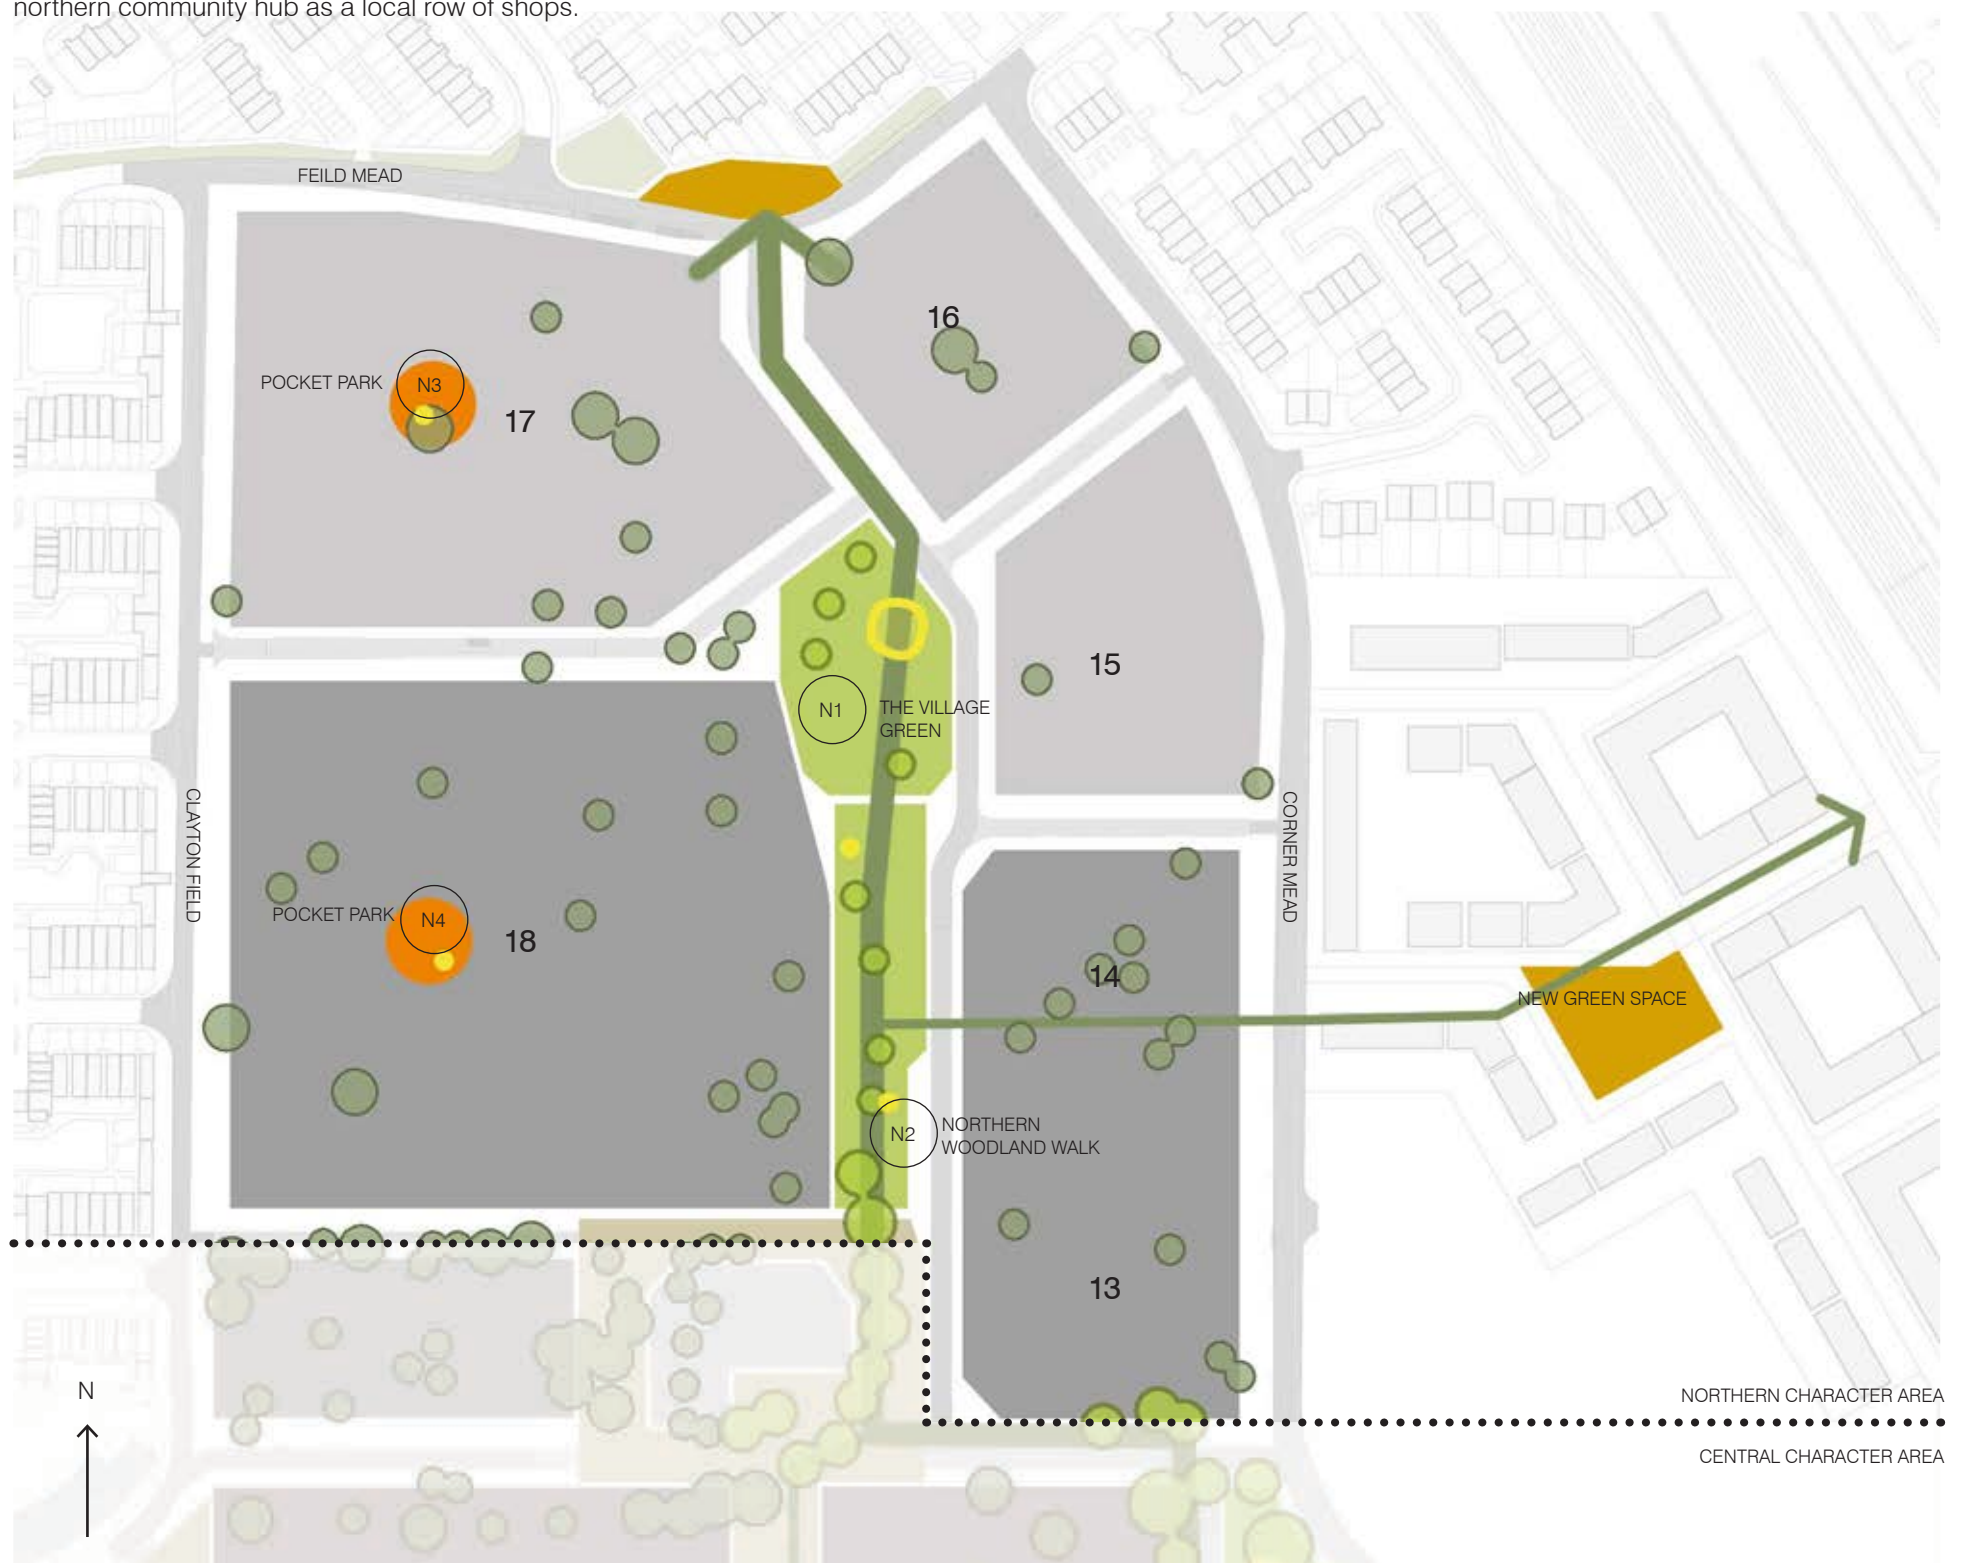 northern community hub as a local row of shops.
FEILD MEAD
16
POCKET PARK
N3
17
15
N1
THE VILLAGE
GREEN
CLAYTON FIELD
CORNER MEAD
POCKET PARK
N4
18
14
NEW GREEN SPACE
N2
NORTHERN
WOODLAND WALK
13
N
NORTHERN CHARACTER AREA
CENTRAL CHARACTER AREA